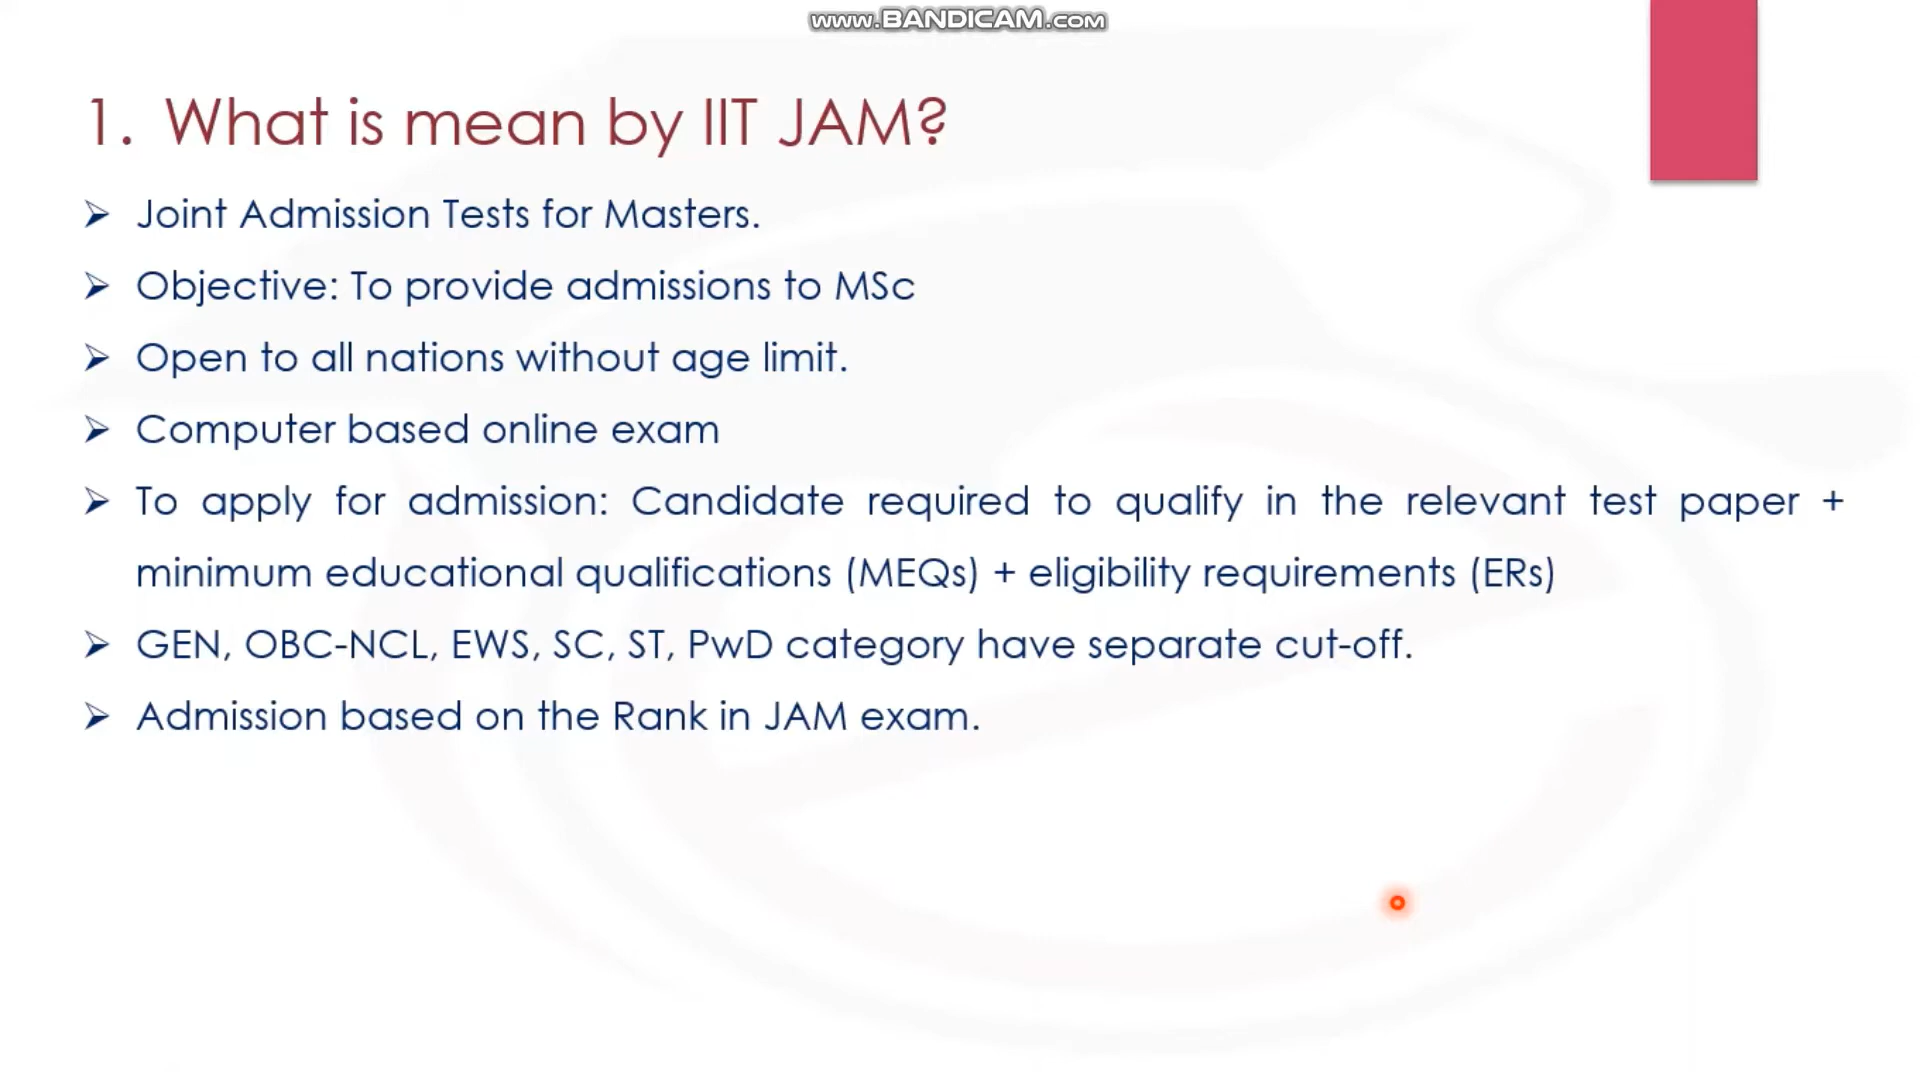 www.BANDICAM.com
1. What is mean by IIT JAM?
➢ Joint Admission Tests for Masters.
➢ Objective: To provide admissions to MSc
➢ Open to all nations without age limit.
➢ Computer based online exam
➢ To apply for admission: Candidate required to qualify in the relevant test paper +
minimum educational qualifications (MEQs) + eligibility requirements (ERs)
➢ GEN, OBC-NCL, EWS, SC, ST, PwD category have separate cut-off.
➢ Admission based on the Rank in JAM exam.